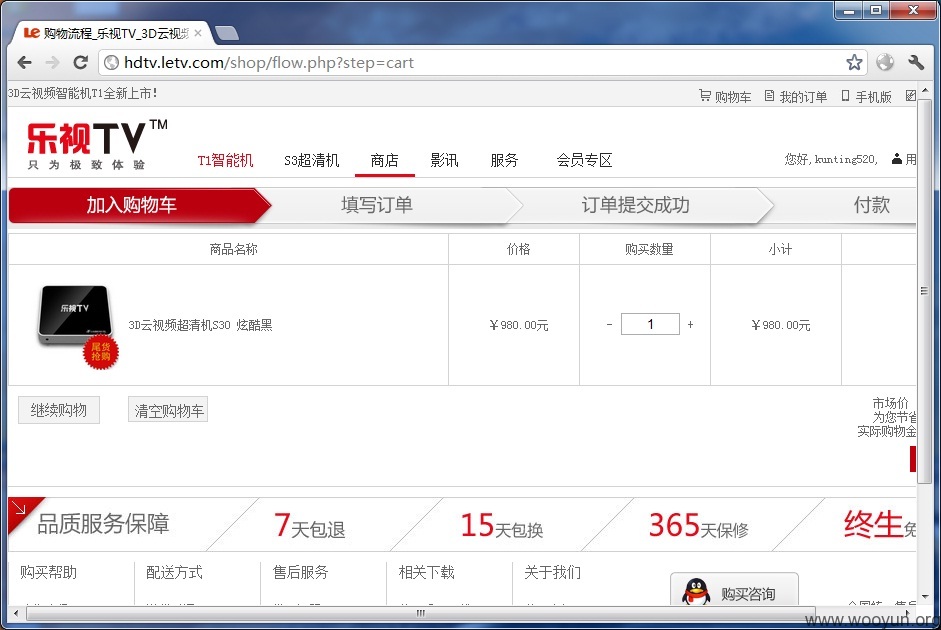 购物流程_乐视TV_3D云视频
hdtv.letv.com/shop/flow.php?step=cart
3D云视频智能机T1全新上市!
购物车 我的订单 手机版
乐视TV™
只为极致体验
T1智能机 S3超清机 商店 影讯 服务 会员专区
您好,kunting520, 用
加入购物车 填写订单 订单提交成功 付款
商品名称 价格 购买数量 小计
乐视TV
尾货
抢购
3D云视频超清机S30 炫酷黑 ￥980.00元 - 1 + ￥980.00元
继续购物 清空购物车
市场价
为您节省
实际购物金
品质服务保障 7天包退 15天包换 365天保修 终生免
购买帮助 配送方式 售后服务 相关下载 关于我们
购买咨询
www.wooyun.org